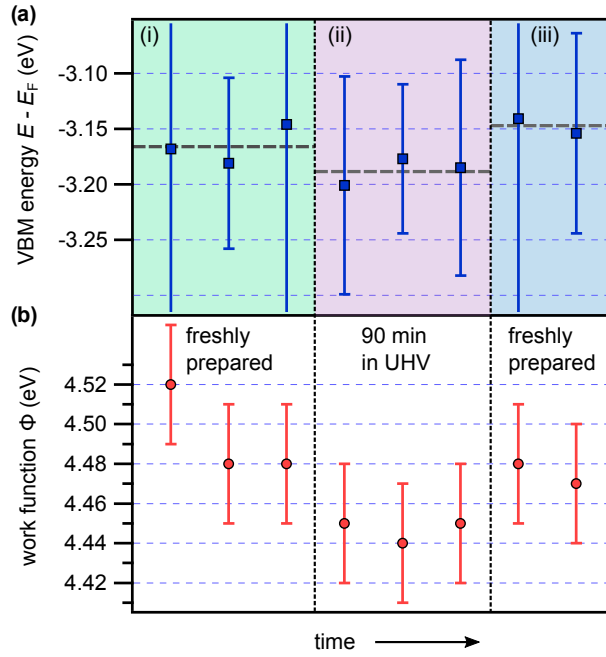 (a)
(i)
(ii)
(iii)
VBM energy E - E_F (eV)
-3.10
-3.15
-3.20
-3.25
(b)
freshly
prepared
90 min
in UHV
freshly
prepared
work function Φ (eV)
4.52
4.50
4.48
4.46
4.44
4.42
time